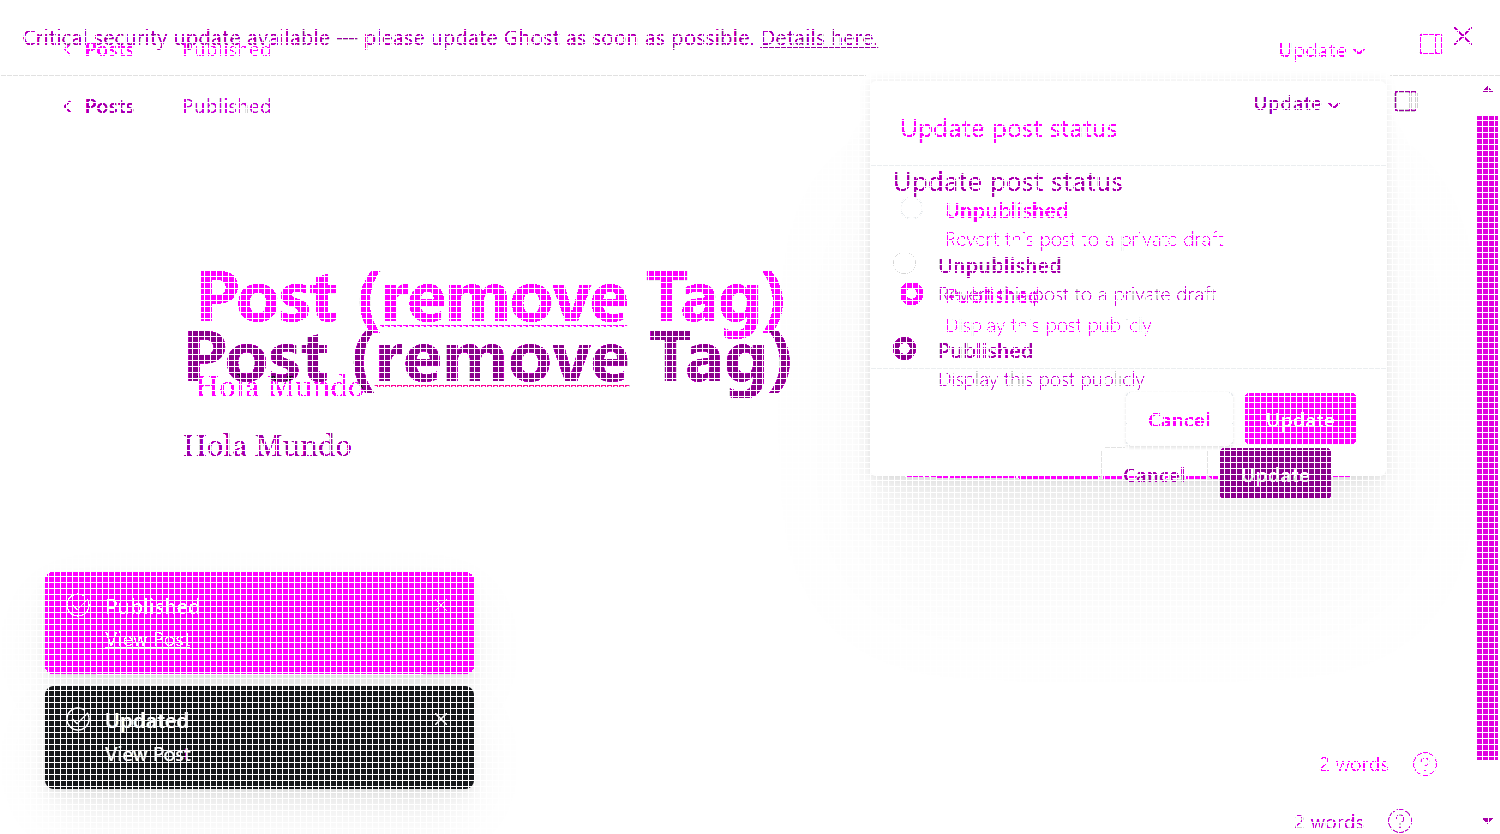 Critical security update available — please update Ghost as soon as possible. Details here.
Posts Published Update
Posts Published Update
Update post status
Update post status
Unpublished
Revert this post to a private draft
Unpublished
Revert this post to a private draft
Published
Display this post publicly
Published
Display this post publicly
Cancel Update
Cancel Update
Post (remove Tag)
Post (remove Tag)
Hola Mundo
Hola Mundo
Published
View Post
Updated
View Post
2 words ?
2 words ?